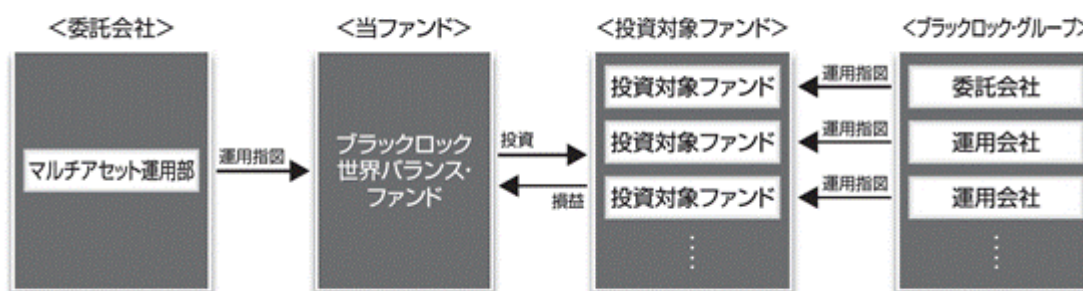 <委託会社>
<当ファンド>
<投資対象ファンド>
<ブラックロック・グループ>
マルチアセット運用部
運用指図
ブラックロック
世界バランス・
ファンド
投資
損益
投資対象ファンド
運用指図
委託会社
投資対象ファンド
運用指図
運用会社
投資対象ファンド
運用指図
運用会社
⋮
⋮